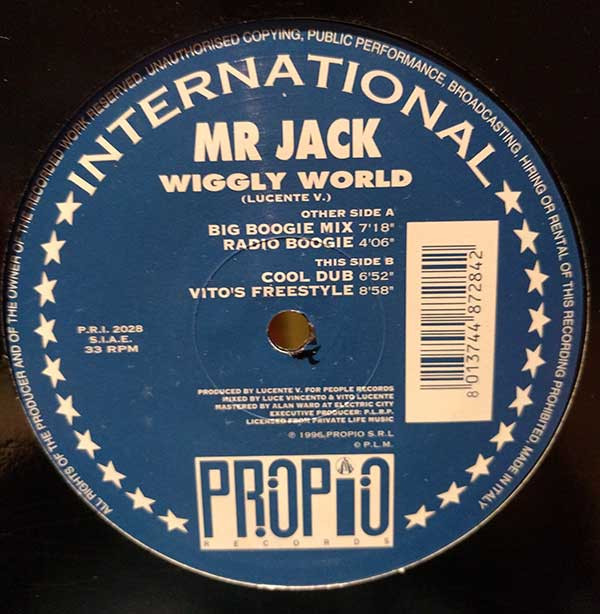 ALL RIGHTS OF THE PRODUCER AND OF THE OWNER OF THE RECORDED WORK RESERVED. UNAUTHORISED COPYING, PUBLIC PERFORMANCE, BROADCASTING, HIRING OR RENTAL OF THIS RECORDING PROHIBITED. MADE IN ITALY
INTERNATIONAL
MR JACK
WIGGLY WORLD
(LUCENTE V.)
OTHER SIDE A
BIG BOOGIE MIX 7'18"
RADIO BOOGIE 4'06"
THIS SIDE B
COOL DUB 6'52"
VITO'S FREESTYLE 8'58"
8 013744 872842
P.R.I. 2028
S.I.A.E.
33 RPM
PRODUCED BY LUCENTE V. FOR PEOPLE RECORDS
MIXED BY LUCE VINCENTO & VITO LUCENTE
MASTERED BY ALAN WARD AT ELECTRIC CITY
EXECUTIVE PRODUCER: P.L.B.P.
LICENSED FROM PRIVATE LIFE MUSIC
℗ 1996 PROPIO S.R.L
© P.L.M.
PROPIO
RECORDS